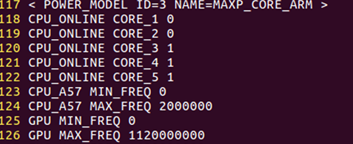 117 < POWER_MODEL ID=3 NAME=MAXP_CORE_ARM >
118 CPU_ONLINE CORE_1 0
119 CPU_ONLINE CORE_2 0
120 CPU_ONLINE CORE_3 1
121 CPU_ONLINE CORE_4 1
122 CPU_ONLINE CORE_5 1
123 CPU_A57 MIN_FREQ 0
124 CPU_A57 MAX_FREQ 2000000
125 GPU MIN_FREQ 0
126 GPU MAX_FREQ 1120000000